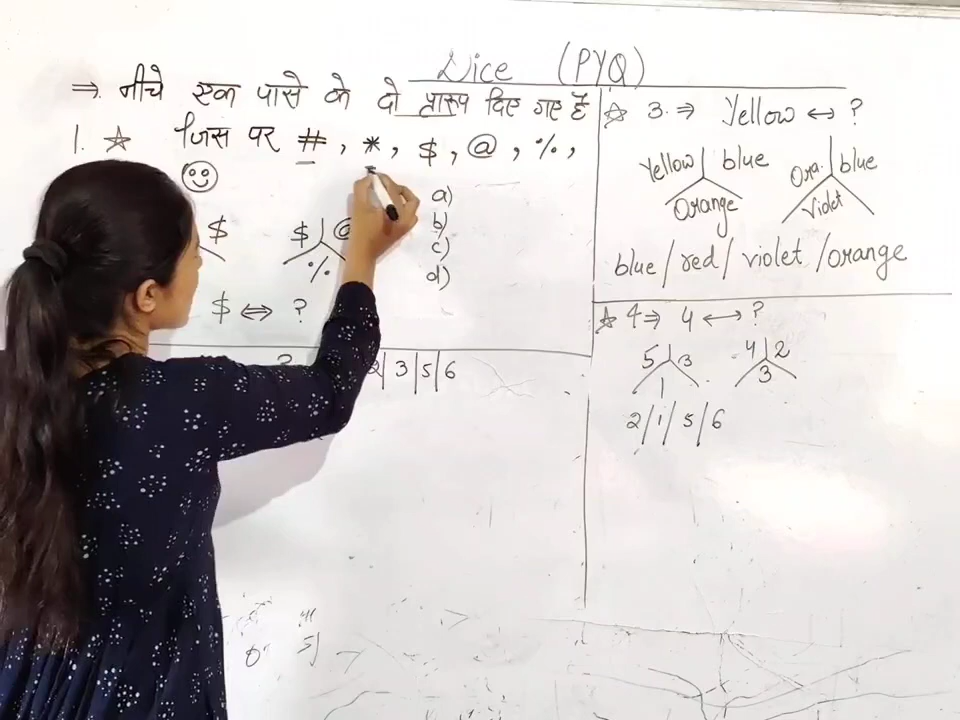 Dice (PYQ)
⇒ नीचे एक पासे के दो प्रारूप दिए गए हैं
1. ☆ जिस पर #, *, $, @, %,
☺
$ $ @
%
a)
b)
c)
d)
$ ⇔ ?
?
2| 3 |5| 6
☆ 3 ⇒ Yellow ↔ ?
Yellow blue
Orange
Ora. blue
Violet
blue / red / violet / orange
☆ 4 ⇒ 4 ↔ ?
5 3
1
4 2
3
2 / 1 / 5 / 6